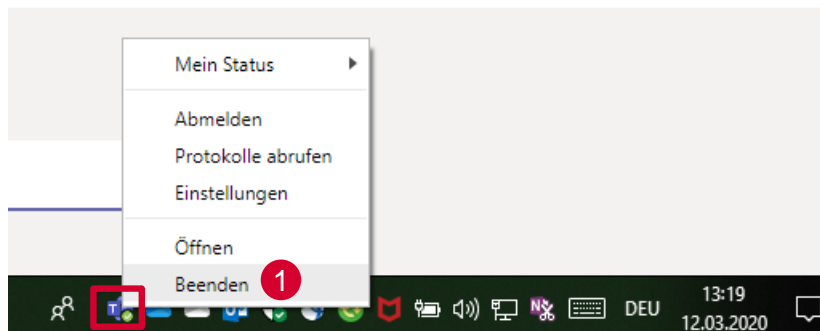 Mein Status
Abmelden
Protokolle abrufen
Einstellungen
Öffnen
Beenden 1
DEU 13:19
12.03.2020